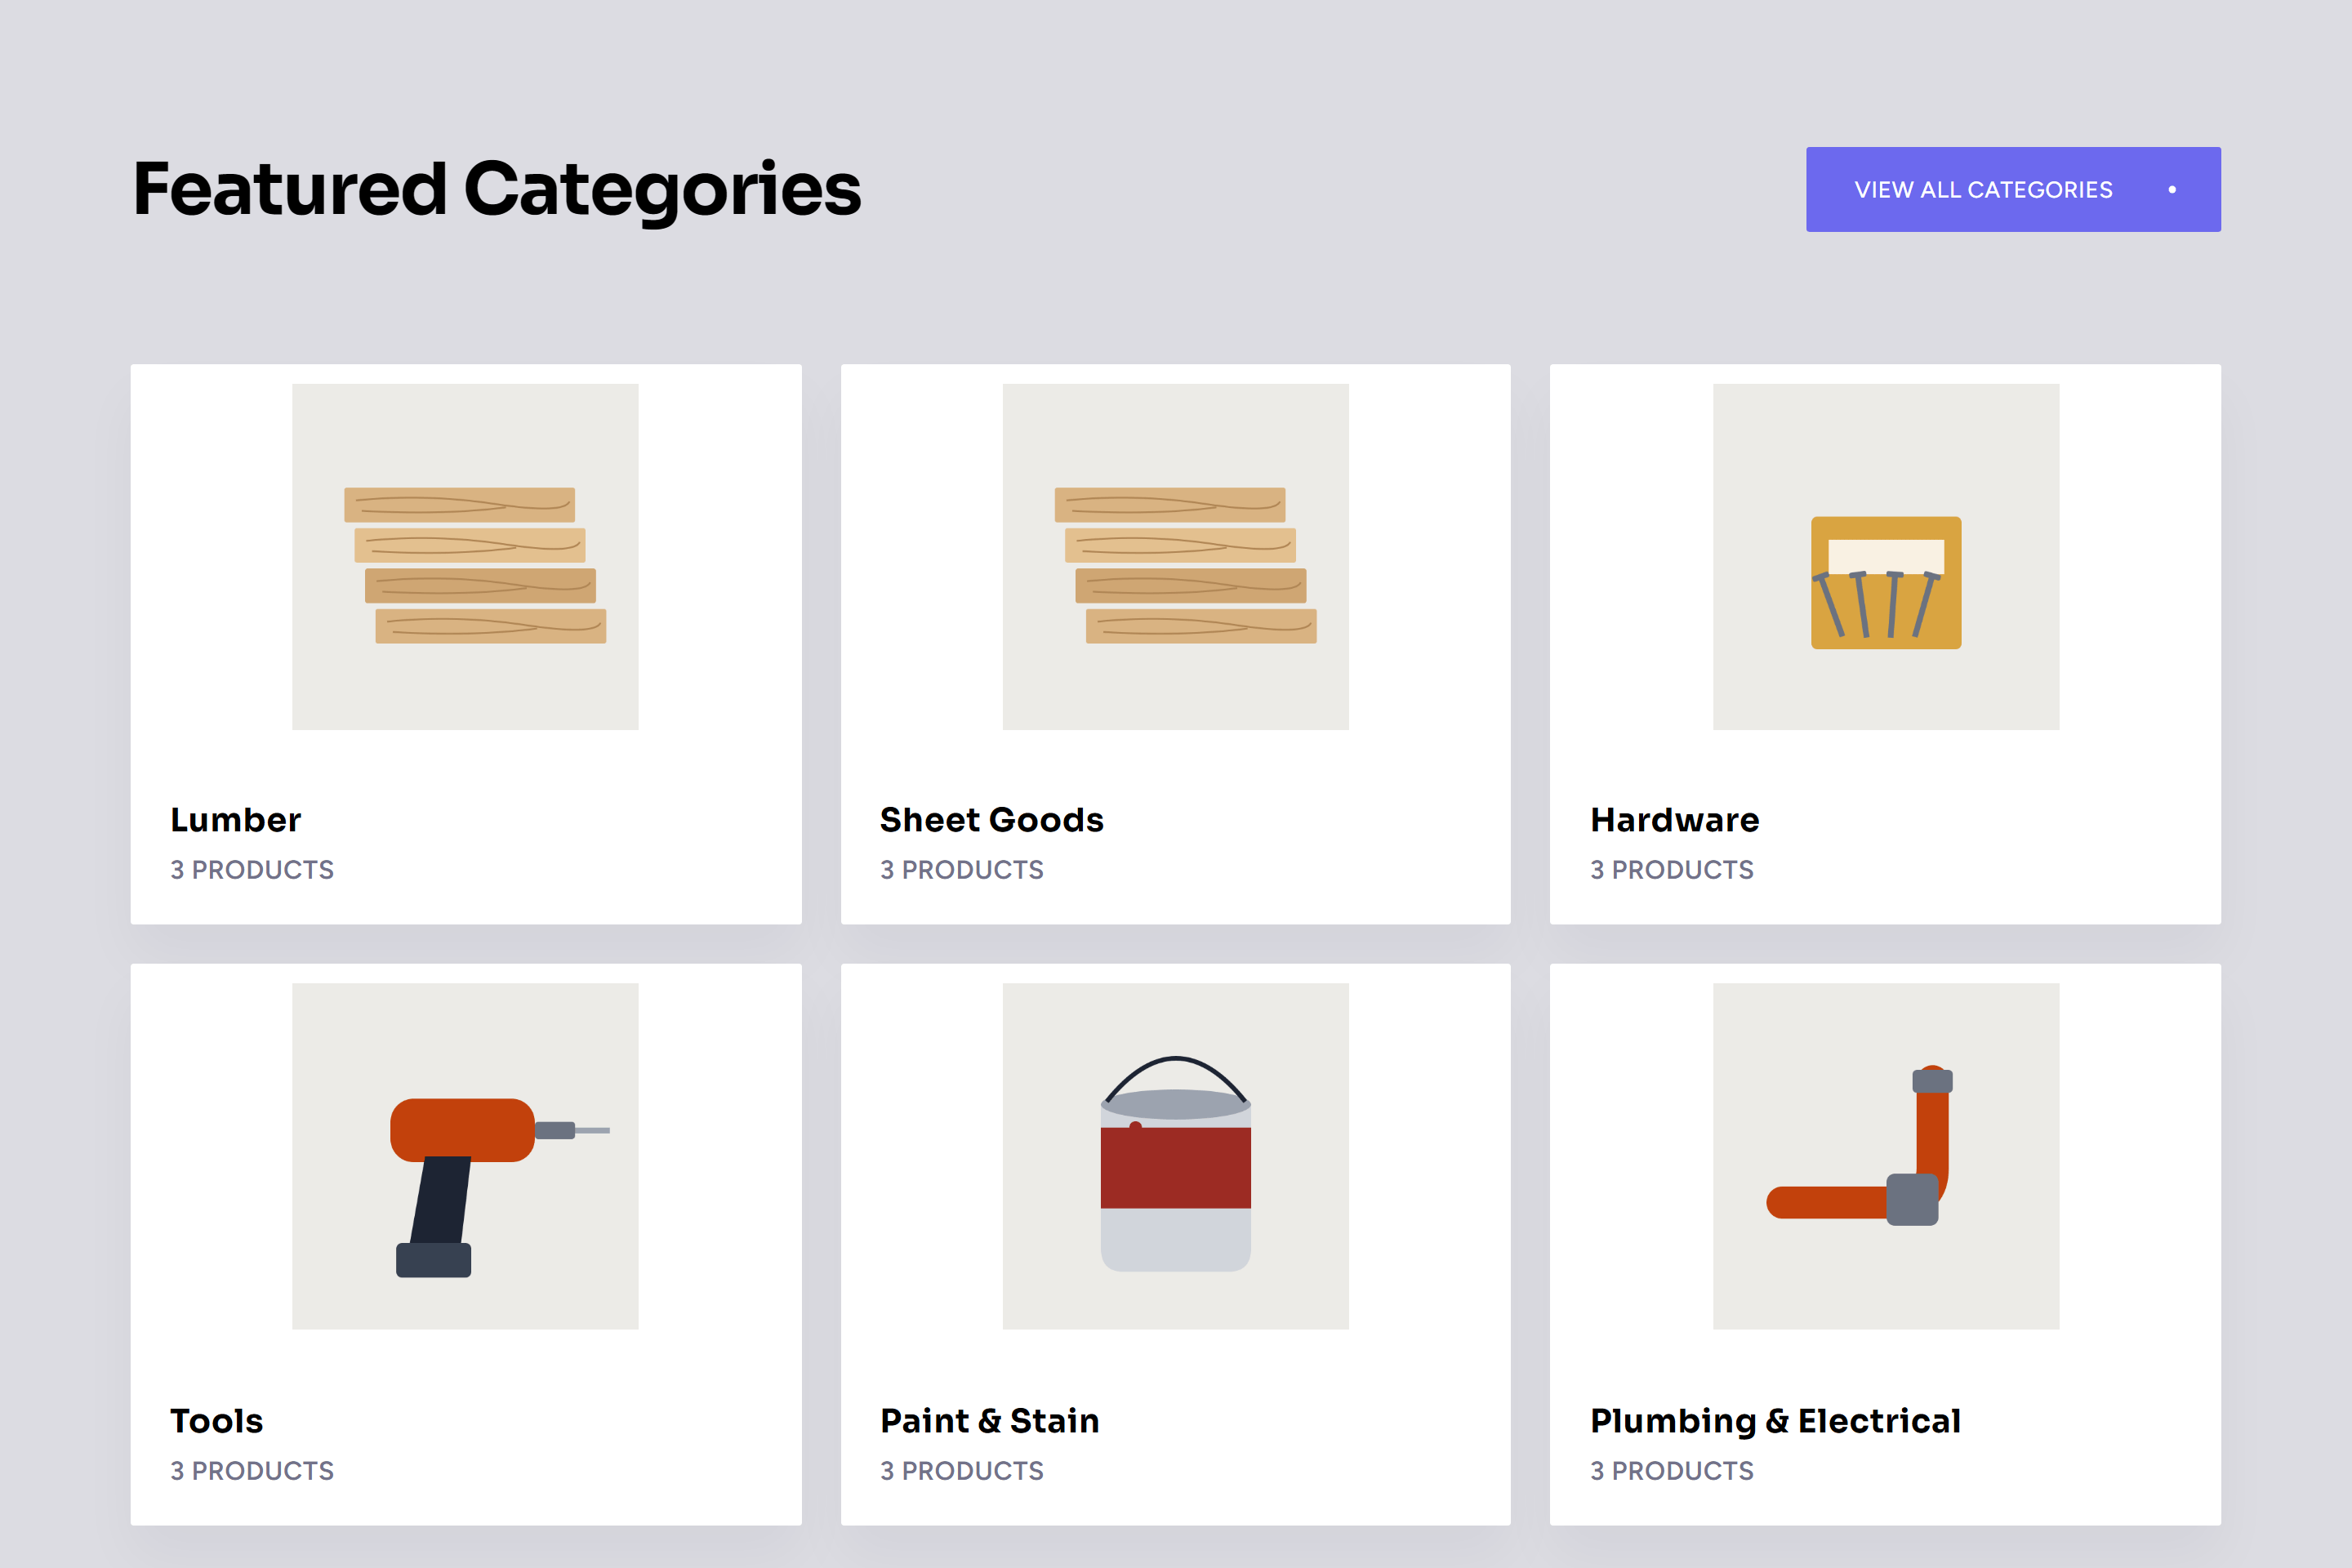 Featured Categories
VIEW ALL CATEGORIES
Lumber
3 PRODUCTS
Sheet Goods
3 PRODUCTS
Hardware
3 PRODUCTS
Tools
3 PRODUCTS
Paint & Stain
3 PRODUCTS
Plumbing & Electrical
3 PRODUCTS